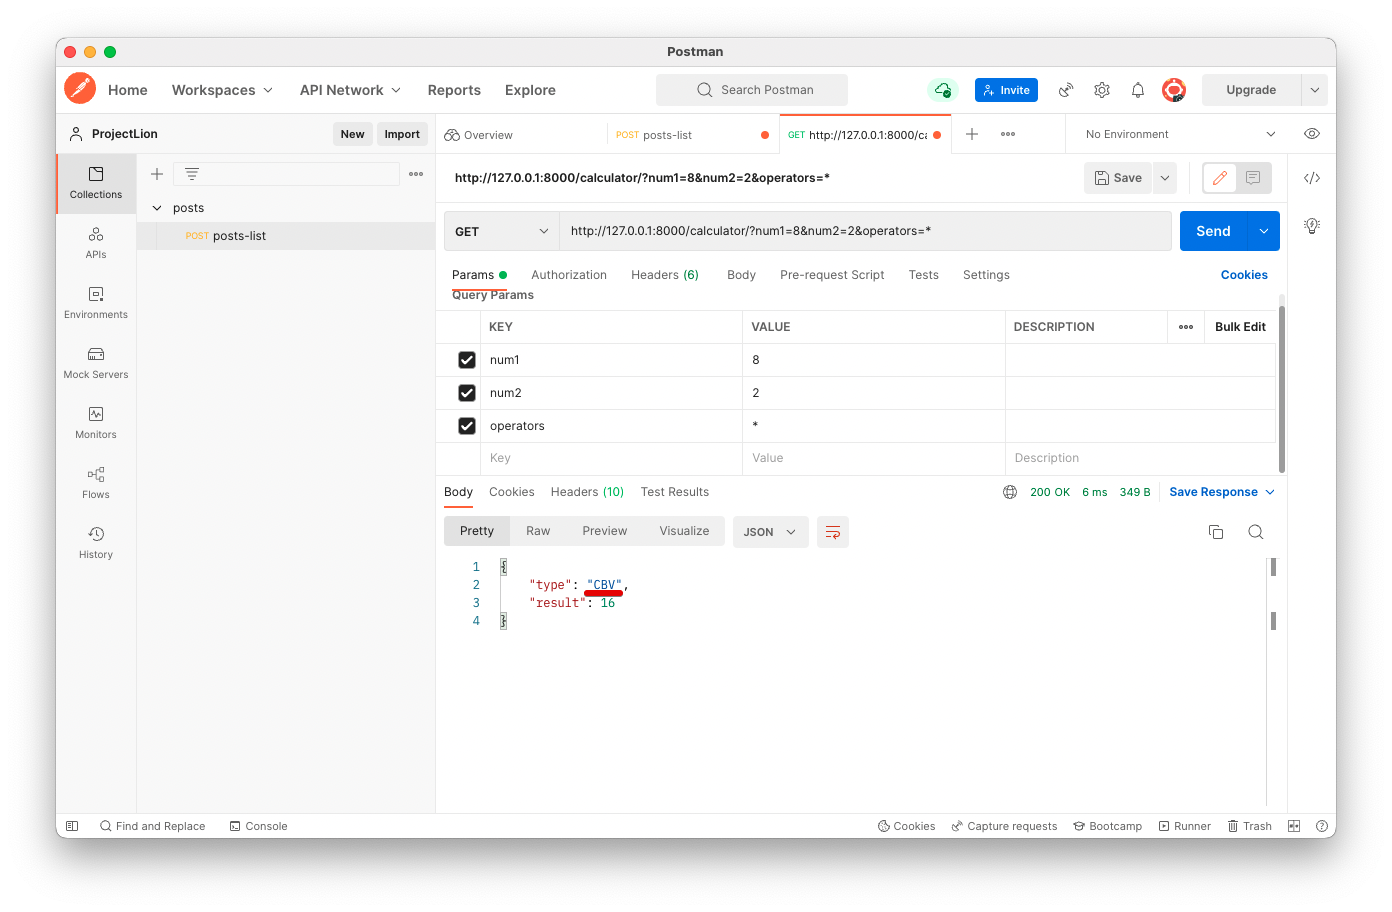 Postman
Home Workspaces API Network Reports Explore Search Postman Invite Upgrade
ProjectLion New Import Overview POST posts-list GET http://127.0.0.1:8000/ca No Environment
Collections
APIs
Environments
Mock Servers
Monitors
Flows
History
posts
POST posts-list
http://127.0.0.1:8000/calculator/?num1=8&num2=2&operators=* Save
GET http://127.0.0.1:8000/calculator/?num1=8&num2=2&operators=* Send
Params Authorization Headers (6) Body Pre-request Script Tests Settings Cookies
Query Params
KEY VALUE DESCRIPTION Bulk Edit
num1 8
num2 2
operators *
Key Value Description
Body Cookies Headers (10) Test Results 200 OK 6 ms 349 B Save Response
Pretty Raw Preview Visualize JSON
1 {
2 "type": "CBV",
3 "result": 16
4 }
Find and Replace Console Cookies Capture requests Bootcamp Runner Trash